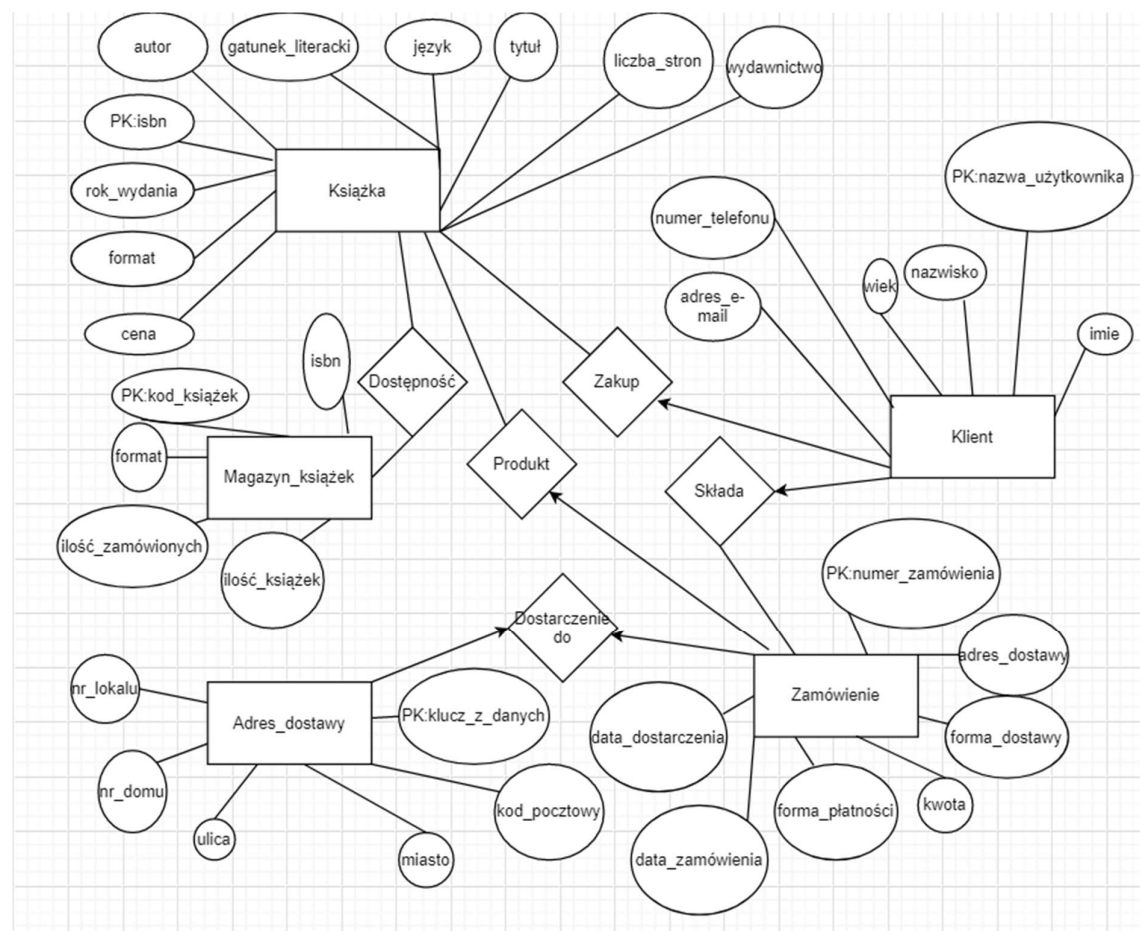 autor
gatunek_literacki
język
tytuł
liczba_stron
wydawnictwo
PK:isbn
rok_wydania
Książka
format
cena
PK:nazwa_użytkownika
numer_telefonu
adres_e-
mail
wiek
nazwisko
imie
Klient
isbn
Dostępność
Zakup
PK:kod_książek
format
Magazyn_książek
ilość_zamówionych
ilość_książek
Produkt
Składa
PK:numer_zamówienia
Dostarczenie
do
adres_dostawy
nr_lokalu
Adres_dostawy
PK:klucz_z_danych
Zamówienie
data_dostarczenia
forma_dostawy
nr_domu
ulica
miasto
kod_pocztowy
forma_płatności
kwota
data_zamówienia